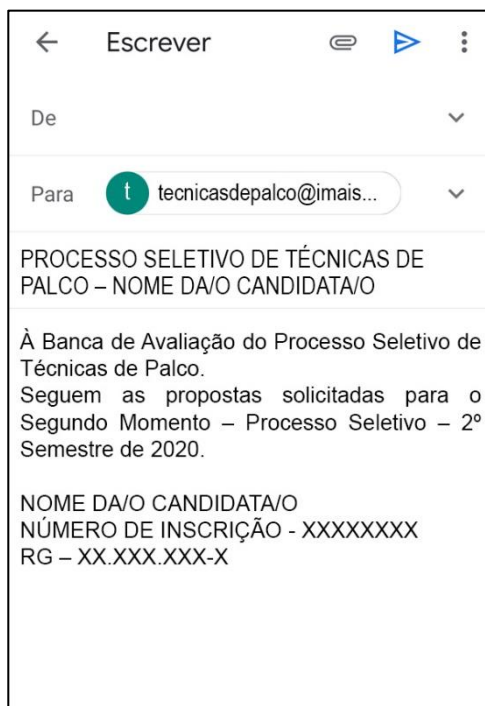 Escrever
De
Para t tecnicasdepalco@imais...
PROCESSO SELETIVO DE TÉCNICAS DE
PALCO – NOME DA/O CANDIDATA/O
À Banca de Avaliação do Processo Seletivo de
Técnicas de Palco.
Seguem as propostas solicitadas para o
Segundo Momento – Processo Seletivo – 2º
Semestre de 2020.
NOME DA/O CANDIDATA/O
NÚMERO DE INSCRIÇÃO - XXXXXXXX
RG – XX.XXX.XXX-X